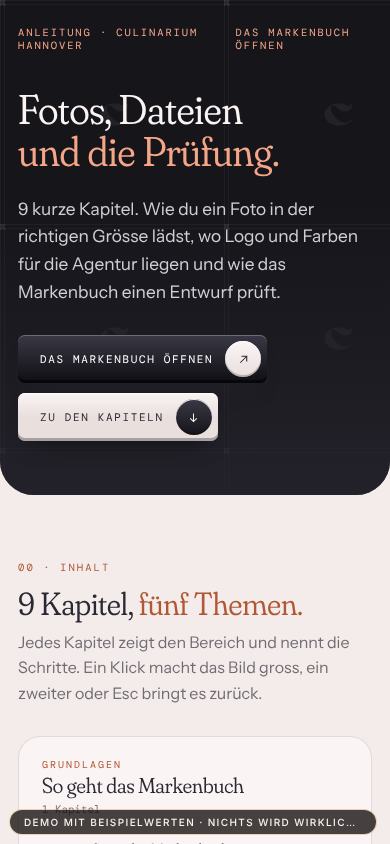 ANLEITUNG · CULINARIUM
HANNOVER
DAS MARKENBUCH
ÖFFNEN
Fotos, Dateien
und die Prüfung.
9 kurze Kapitel. Wie du ein Foto in der
richtigen Grösse lädst, wo Logo und Farben
für die Agentur liegen und wie das
Markenbuch einen Entwurf prüft.
DAS MARKENBUCH ÖFFNEN ↗
ZU DEN KAPITELN ↓
00 · INHALT
9 Kapitel, fünf Themen.
Jedes Kapitel zeigt den Bereich und nennt die
Schritte. Ein Klick macht das Bild gross, ein
zweiter oder Esc bringt es zurück.
GRUNDLAGEN
So geht das Markenbuch
1 Kapitel
DEMO MIT BEISPIELWERTEN · NICHTS WIRD WIRKLIC…